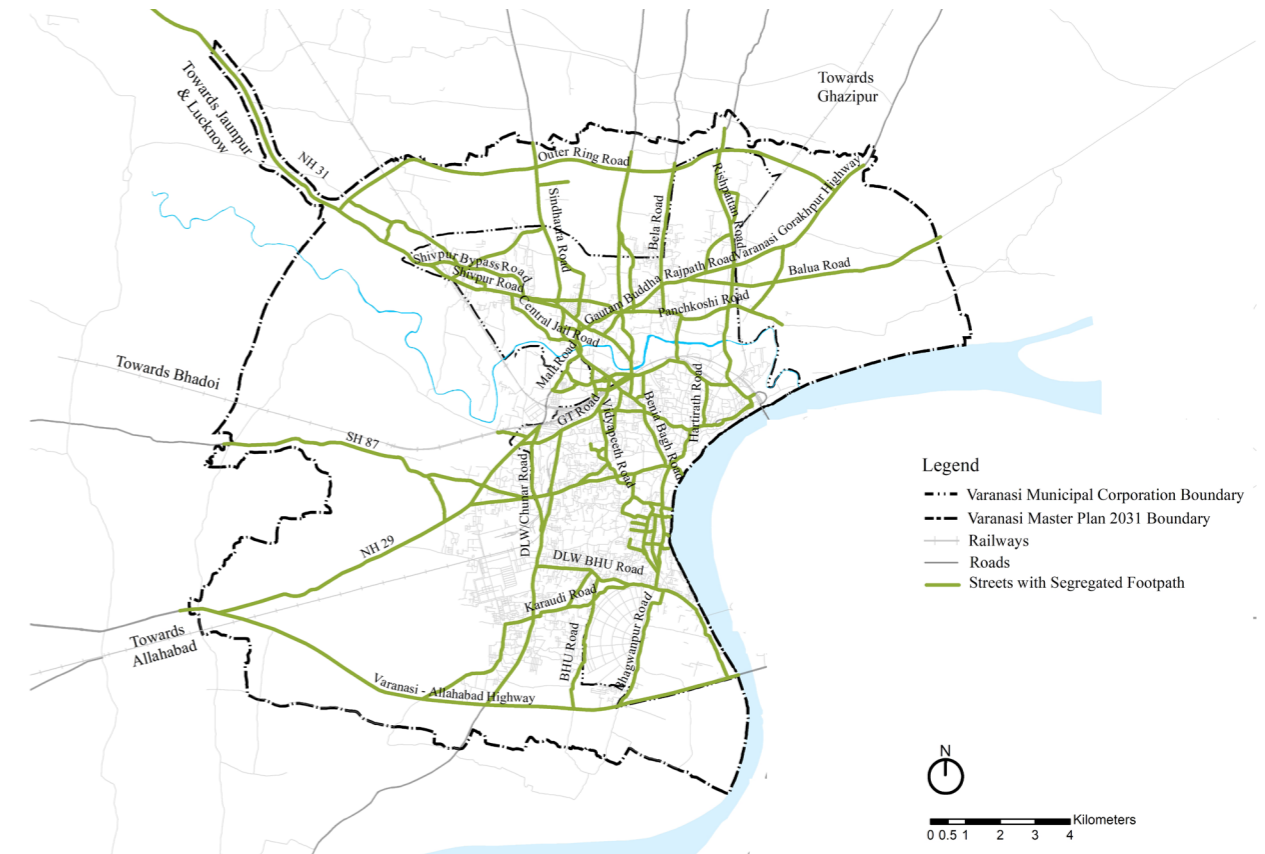 Towards
Ghazipur
Towards Jaunpur
& Lucknow
NH 31
Outer Ring Road
Sindhaura Road
Bela Road
Rishpattan Road
Varanasi Gorakhpur Highway
Shivpur Bypass Road
Shivpur Road
Gautam Buddha Rajpath Road
Balua Road
Panchkoshi Road
Central Jail Road
Mall Road
Towards Bhadoi
GT Road
Vidyapeeth Road
Benia Bagh Road
Hartirath Road
SH 87
DLW/Chunar Road
NH 29
DLW BHU Road
Karaudi Road
BHU Road
Bhagwanpur Road
Towards
Allahabad
Varanasi - Allahabad Highway
Legend
Varanasi Municipal Corporation Boundary
Varanasi Master Plan 2031 Boundary
Railways
Roads
Streets with Segregated Footpath
N
Kilometers
0 0.5 1 2 3 4